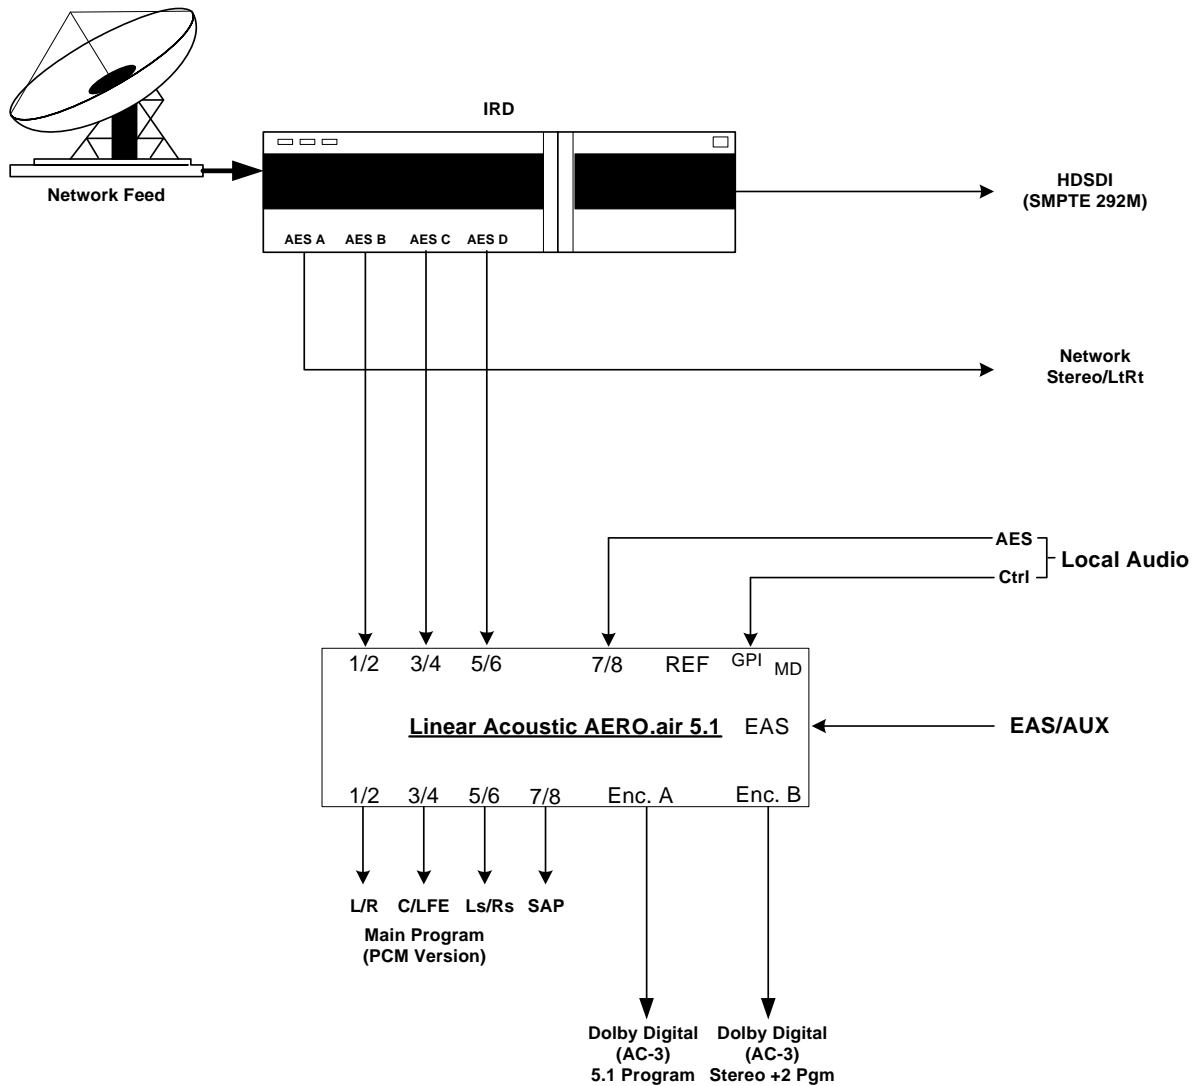 IRD
Network Feed
HDSDI
(SMPTE 292M)
AES A AES B AES C AES D
Network
Stereo/LtRt
AES
Local Audio
Ctrl
1/2 3/4 5/6 7/8 REF GPI MD
Linear Acoustic AERO.air 5.1 EAS
EAS/AUX
1/2 3/4 5/6 7/8 Enc. A Enc. B
L/R C/LFE Ls/Rs SAP
Main Program
(PCM Version)
Dolby Digital
(AC-3)
5.1 Program
Dolby Digital
(AC-3)
Stereo +2 Pgm